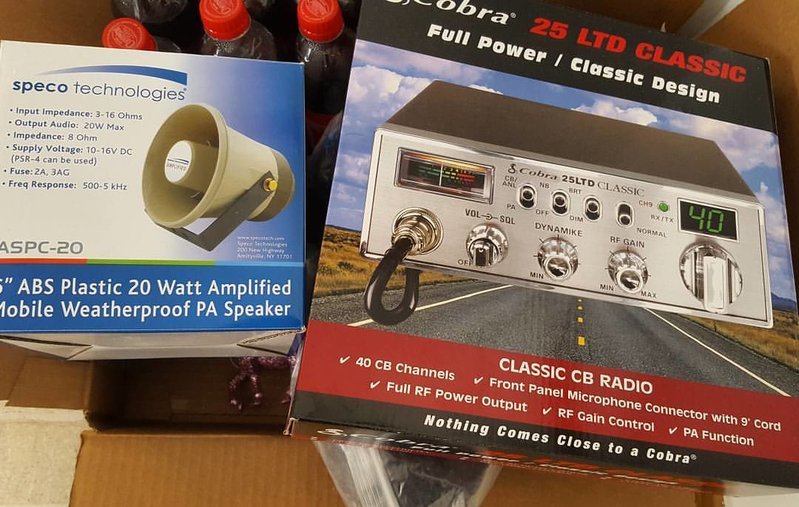 speco technologies®
• Input Impedance: 3-16 Ohms
• Output Audio: 20W Max
• Impedance: 8 Ohm
• Supply Voltage: 10-16V DC
(PSR-4 can be used)
• Fuse: 2A, 3AG
• Freq Response: 500-5 kHz
AMPLIFIED
www.specotech.com
Speco Technologies
200 New Highway
Amityville, NY 11701
ASPC-20
5" ABS Plastic 20 Watt Amplified
Mobile Weatherproof PA Speaker
Cobra® 25 LTD CLASSIC
Full Power / Classic Design
Cobra 25LTD CLASSIC
CB/
ANL
NB
BRT
PA
OFF
DIM
CH9
RX/TX
NORMAL
40
VOL SQL
OFF
DYNAMIKE
RF GAIN
MIN
MIN
MAX
CLASSIC CB RADIO
✓ 40 CB Channels
✓ Front Panel Microphone Connector with 9' Cord
✓ Full RF Power Output
✓ RF Gain Control
✓ PA Function
Nothing Comes Close to a Cobra®